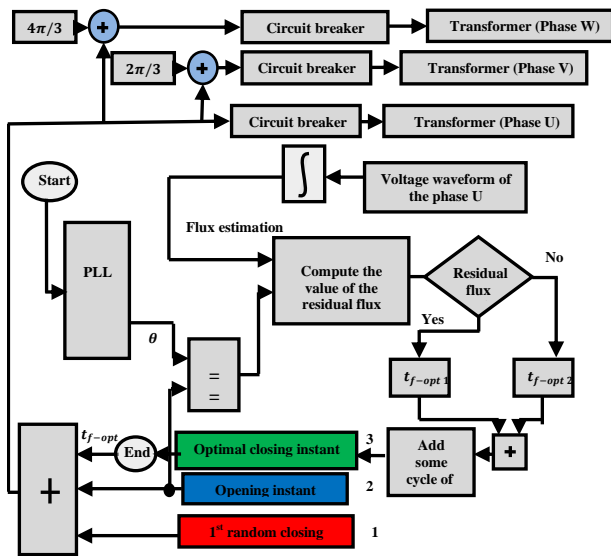 4π/3
+
Circuit breaker
Transformer (Phase W)
2π/3
+
Circuit breaker
Transformer (Phase V)
Circuit breaker
Transformer (Phase U)
Start
∫
Voltage waveform of
the phase U
Flux estimation
PLL
Compute the
value of the
residual flux
Residual
flux
No
Yes
θ
=
=
t_{f−opt 1}
t_{f−opt 2}
t_{f−opt}
End
Optimal closing instant
3
Add
some
cycle of
+
+
Opening instant
2
1st random closing
1